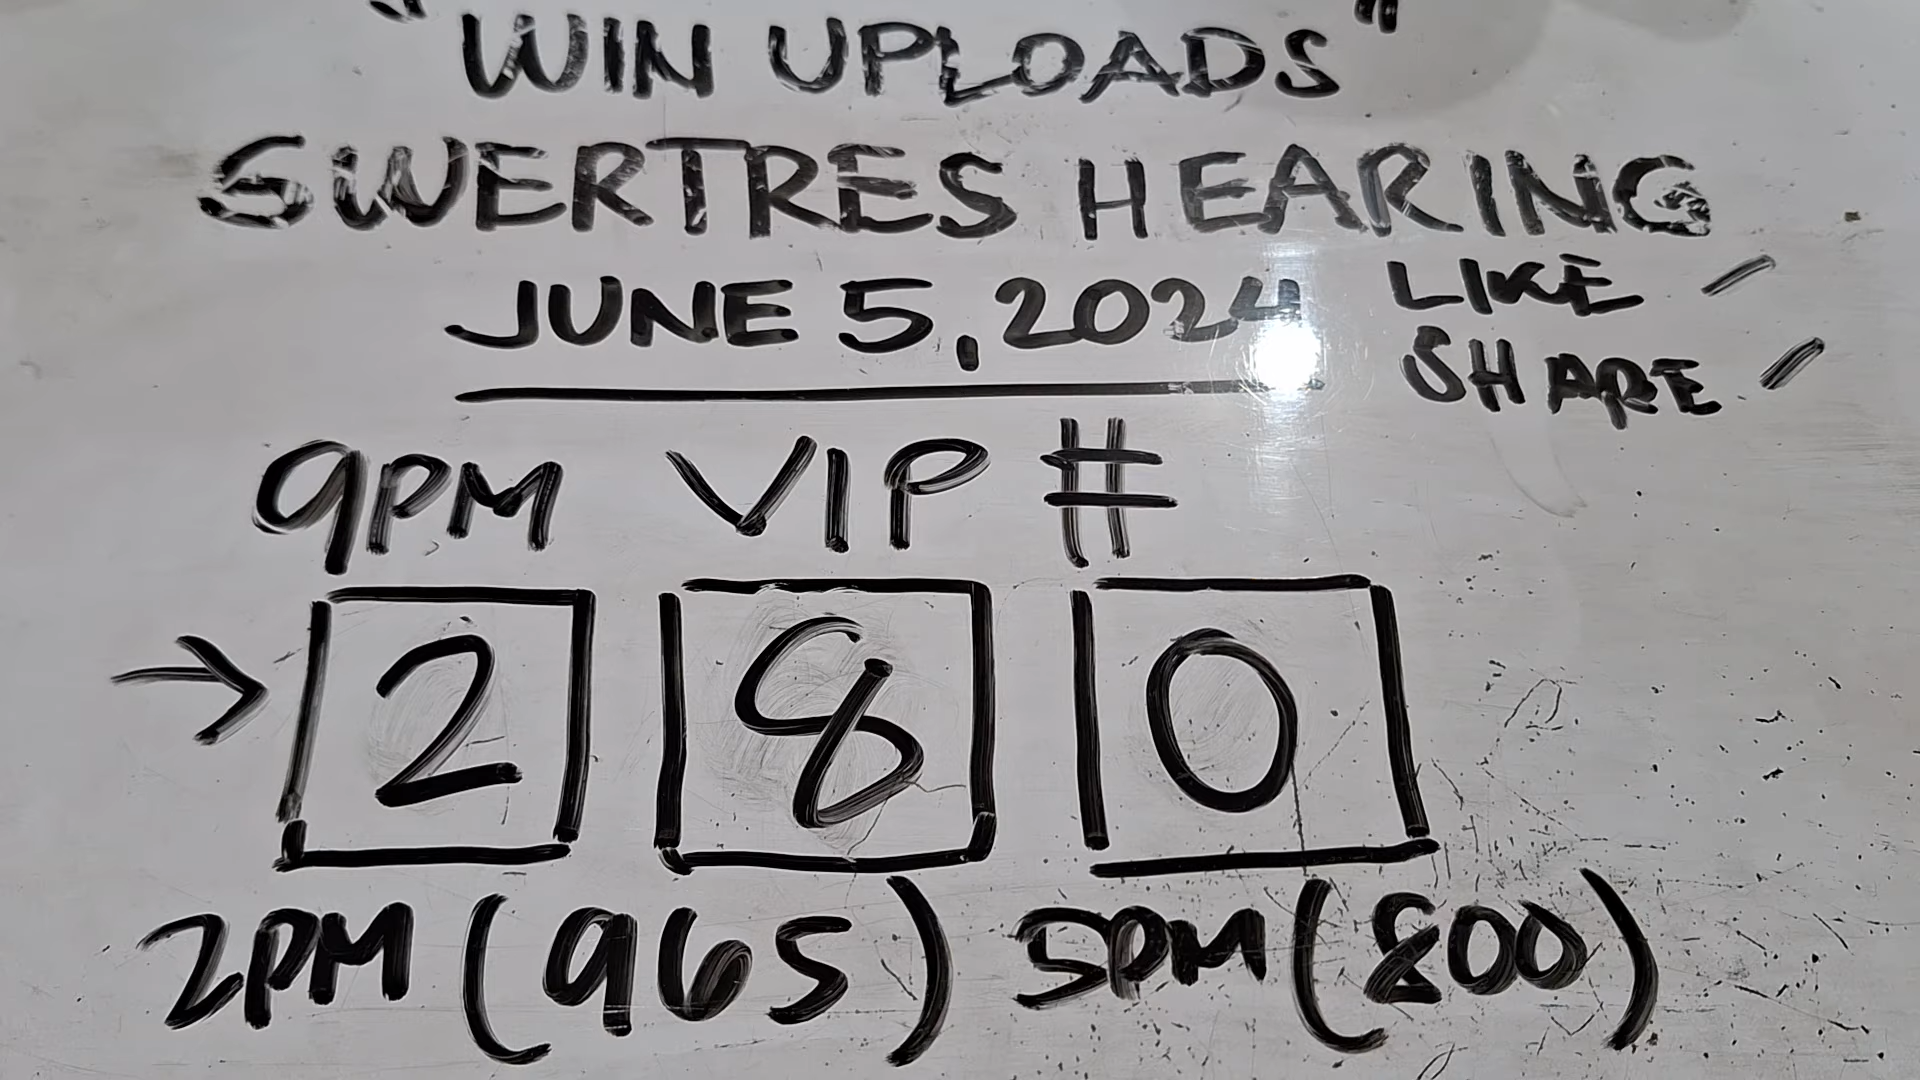 "WIN UPLOADS"
SWERTRES HEARING
JUNE 5, 2024
LIKE
SHARE
9PM VIP #
→ 2 8 0
2PM (965) 5PM (800)